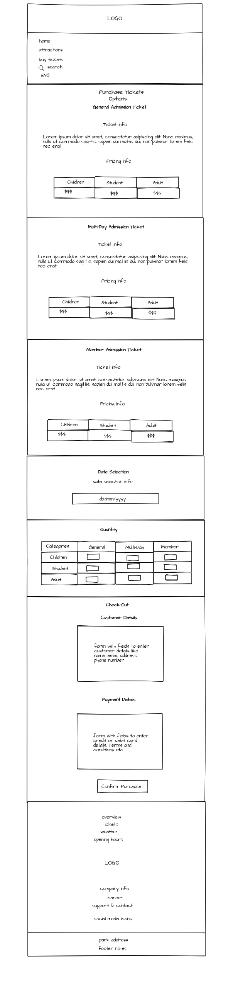 LOGO
home
attractions
buy tickets
search
ENG
Purchase Tickets
Options
General Admission Ticket
Ticket info
Lorem ipsum dolor sit amet, consectetur adipiscing elit. Nunc maximus,
nulla ut commodo sagittis, sapien dui mattis dui, non pulvinar lorem felis
nec erat
Pricing info
Children Student Adult
$$$ $$$ $$$
Multi-Day Admission Ticket
Ticket info
Lorem ipsum dolor sit amet, consectetur adipiscing elit. Nunc maximus,
nulla ut commodo sagittis, sapien dui mattis dui, non pulvinar lorem felis
nec erat
Pricing info
Children Student Adult
$$$ $$$ $$$
Member Admission Ticket
Ticket info
Lorem ipsum dolor sit amet, consectetur adipiscing elit. Nunc maximus,
nulla ut commodo sagittis, sapien dui mattis dui, non pulvinar lorem felis
nec erat
Pricing info
Children Student Adult
$$$ $$$ $$$
Date Selection
date selection info
dd/mm/yyyy
Quantity
Categories General Multi-Day Member
Children
Student
Adult
Check-Out
Customer Details
form with fields to enter
customer details like
name, email, address,
phone number
Payment Details
form with fields to enter
credit or debit card
details. Terms and
conditions etc.
Confirm Purchase
overview
tickets
weather
opening hours
LOGO
company info
career
support & contact
social media icons
park address
footer notes